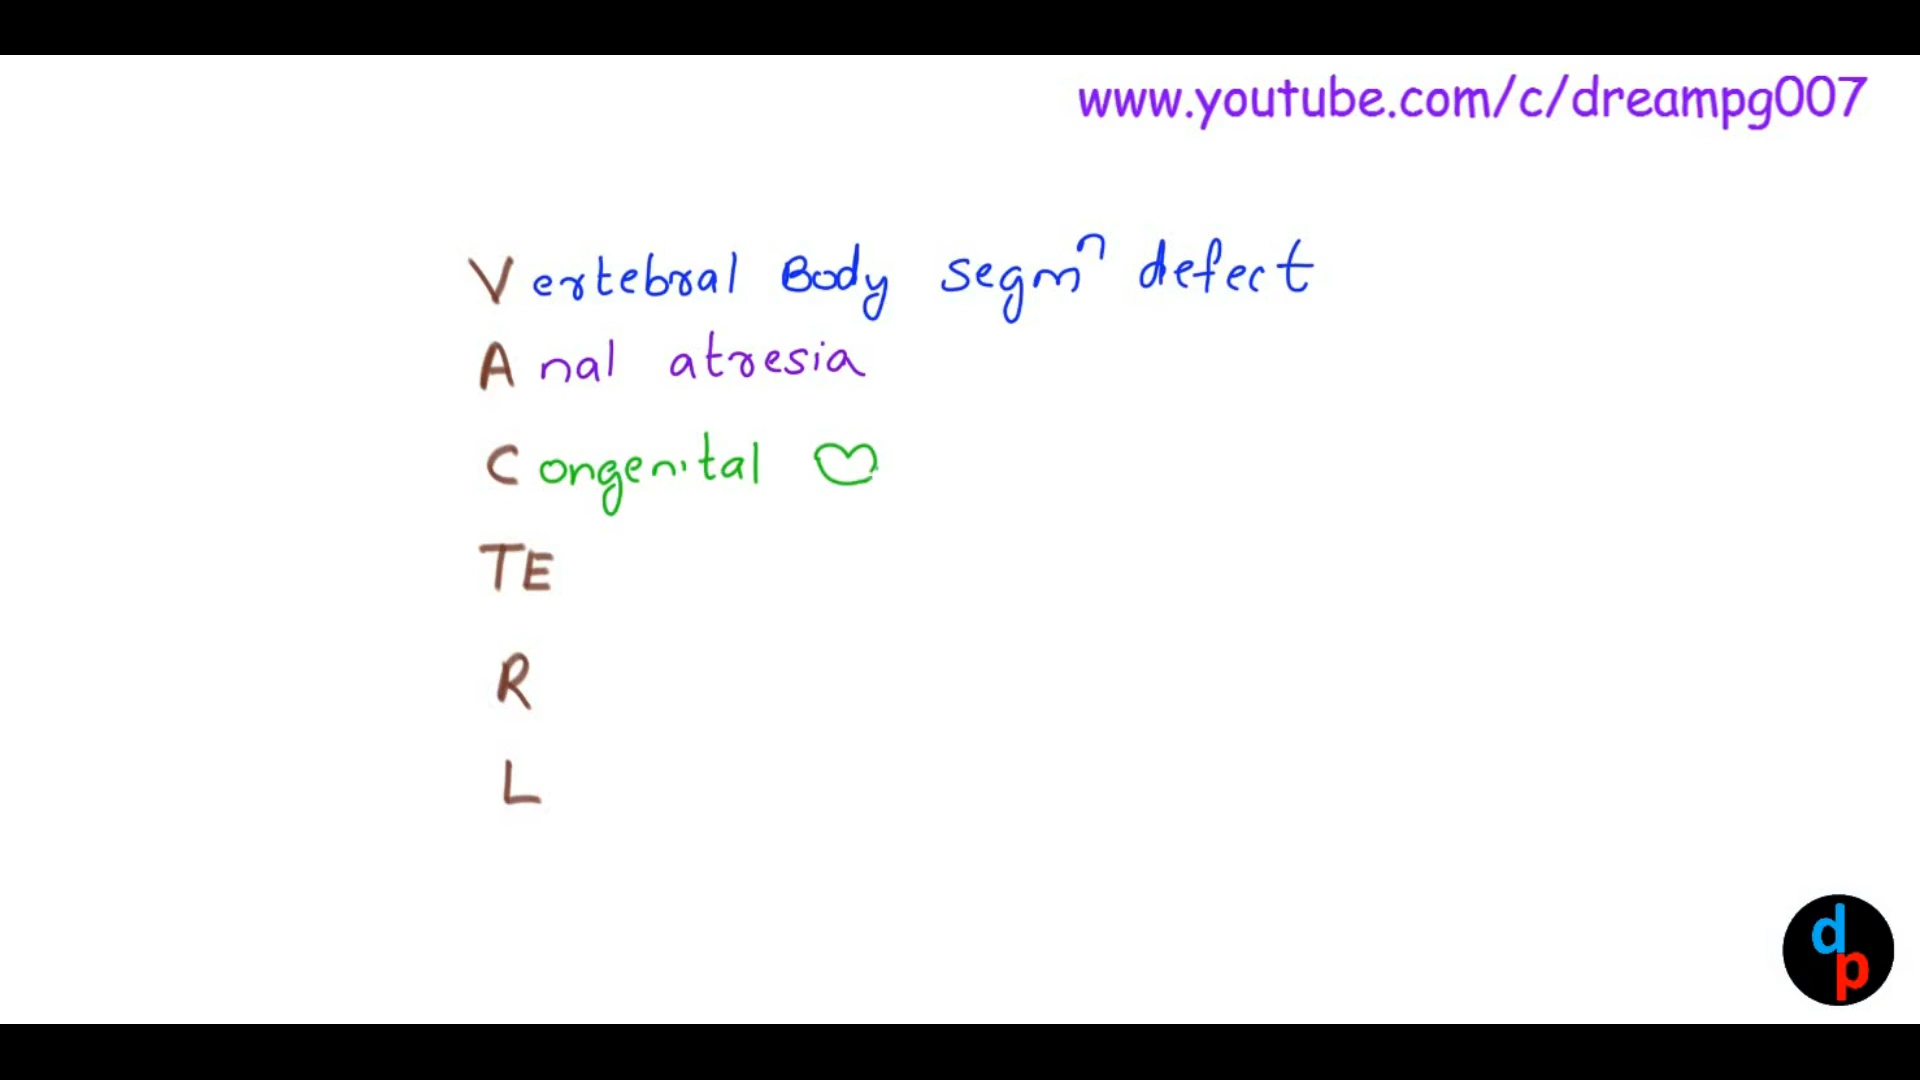 www.youtube.com/c/dreampg007
Vertebral Body segmⁿ defect
Anal atresia
Congenital ♡
TE
R
L
dp